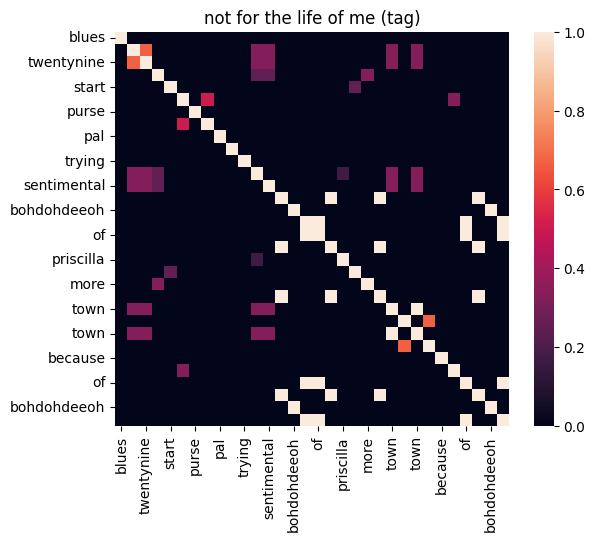 not for the life of me (tag)
blues
twentynine
start
purse
pal
trying
sentimental
bohdohdeeoh
of
priscilla
more
town
town
because
of
bohdohdeeoh
1.0
0.8
0.6
0.4
0.2
0.0
blues
twentynine
start
purse
pal
trying
sentimental
bohdohdeeoh
of
priscilla
more
town
town
because
of
bohdohdeeoh